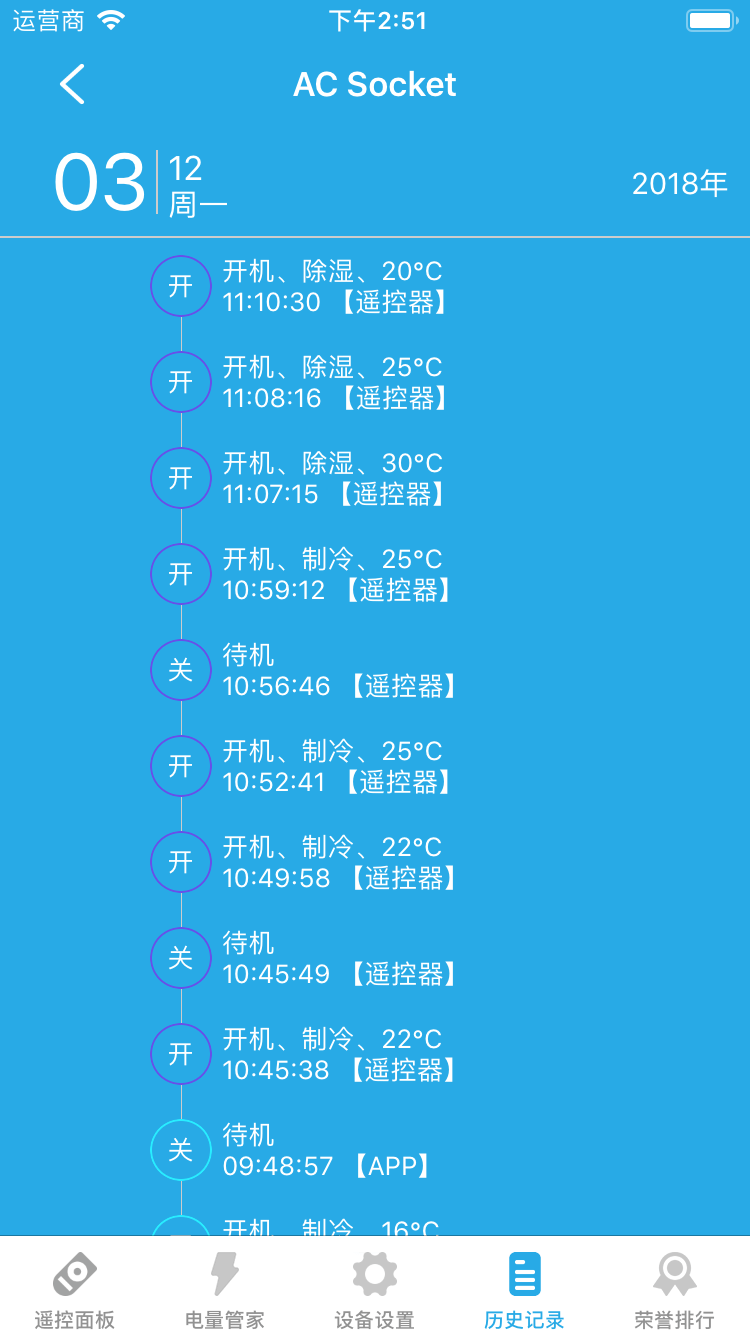 运营商 下午2:51
AC Socket
03 12 周一 2018年
开 开机、除湿、20°C
11:10:30 【遥控器】
开 开机、除湿、25°C
11:08:16 【遥控器】
开 开机、除湿、30°C
11:07:15 【遥控器】
开 开机、制冷、25°C
10:59:12 【遥控器】
关 待机
10:56:46 【遥控器】
开 开机、制冷、25°C
10:52:41 【遥控器】
开 开机、制冷、22°C
10:49:58 【遥控器】
关 待机
10:45:49 【遥控器】
开 开机、制冷、22°C
10:45:38 【遥控器】
关 待机
09:48:57 【APP】
开机、制冷、16°C
遥控面板 电量管家 设备设置 历史记录 荣誉排行